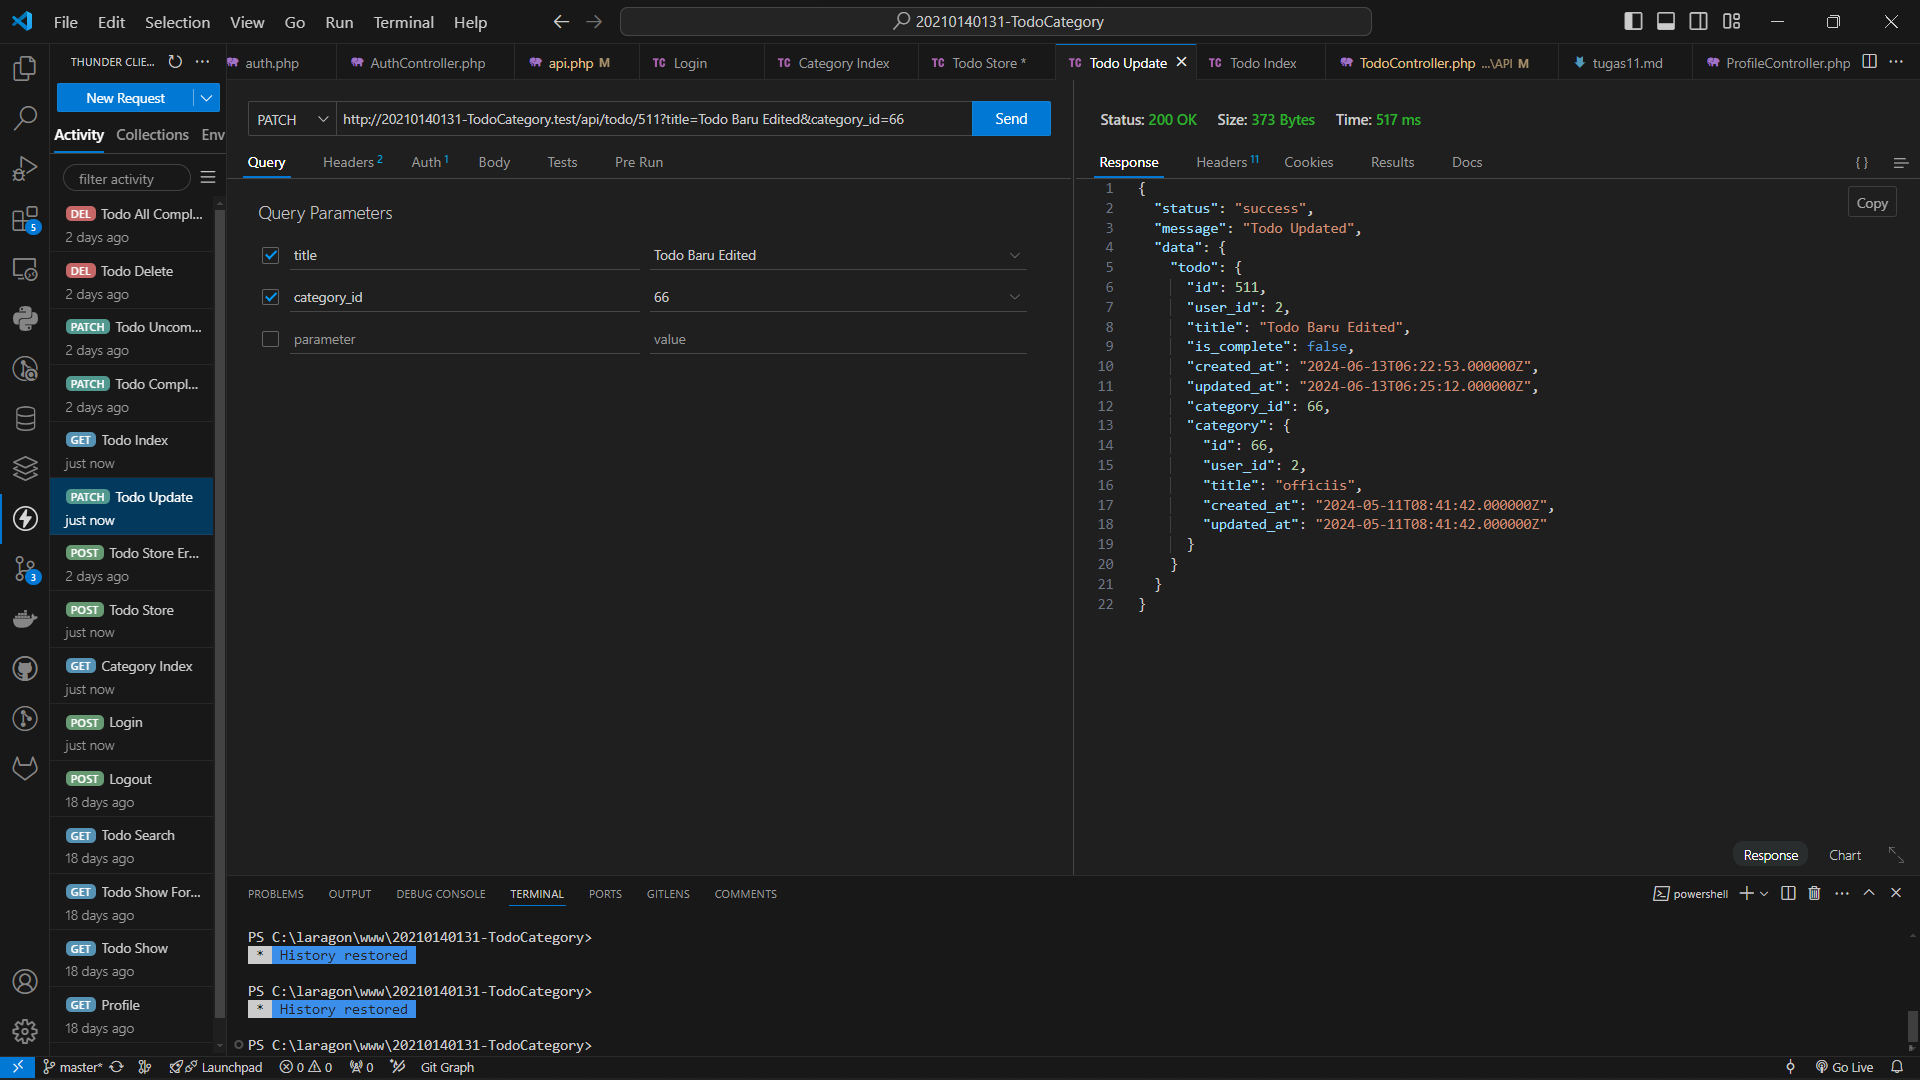 File Edit Selection View Go Run Terminal Help
20210140131-TodoCategory
THUNDER CLIE...
auth.php
AuthController.php
api.php M
TC Login
TC Category Index
TC Todo Store *
TC Todo Update
TC Todo Index
TodoController.php ...\API M
tugas11.md
ProfileController.php
New Request
Activity Collections Env
filter activity
DEL Todo All Compl...
2 days ago
DEL Todo Delete
2 days ago
PATCH Todo Uncom...
2 days ago
PATCH Todo Compl...
2 days ago
GET Todo Index
just now
PATCH Todo Update
just now
POST Todo Store Er...
2 days ago
POST Todo Store
just now
GET Category Index
just now
POST Login
just now
POST Logout
18 days ago
GET Todo Search
18 days ago
GET Todo Show For...
18 days ago
GET Todo Show
18 days ago
GET Profile
18 days ago
5
3
PATCH
http://20210140131-TodoCategory.test/api/todo/511?title=Todo Baru Edited&category_id=66
Send
Query Headers 2 Auth 1 Body Tests Pre Run
Query Parameters
title Todo Baru Edited
category_id 66
parameter value
Status: 200 OK Size: 373 Bytes Time: 517 ms
Response Headers 11 Cookies Results Docs
{ }
Copy
1 {
2 "status": "success",
3 "message": "Todo Updated",
4 "data": {
5 "todo": {
6 "id": 511,
7 "user_id": 2,
8 "title": "Todo Baru Edited",
9 "is_complete": false,
10 "created_at": "2024-06-13T06:22:53.000000Z",
11 "updated_at": "2024-06-13T06:25:12.000000Z",
12 "category_id": 66,
13 "category": {
14 "id": 66,
15 "user_id": 2,
16 "title": "officiis",
17 "created_at": "2024-05-11T08:41:42.000000Z",
18 "updated_at": "2024-05-11T08:41:42.000000Z"
19 }
20 }
21 }
22 }
Response Chart
PROBLEMS OUTPUT DEBUG CONSOLE TERMINAL PORTS GITLENS COMMENTS
powershell
PS C:\laragon\www\20210140131-TodoCategory>
* History restored
PS C:\laragon\www\20210140131-TodoCategory>
* History restored
PS C:\laragon\www\20210140131-TodoCategory>
master* Launchpad 0 0 0 Git Graph
Go Live